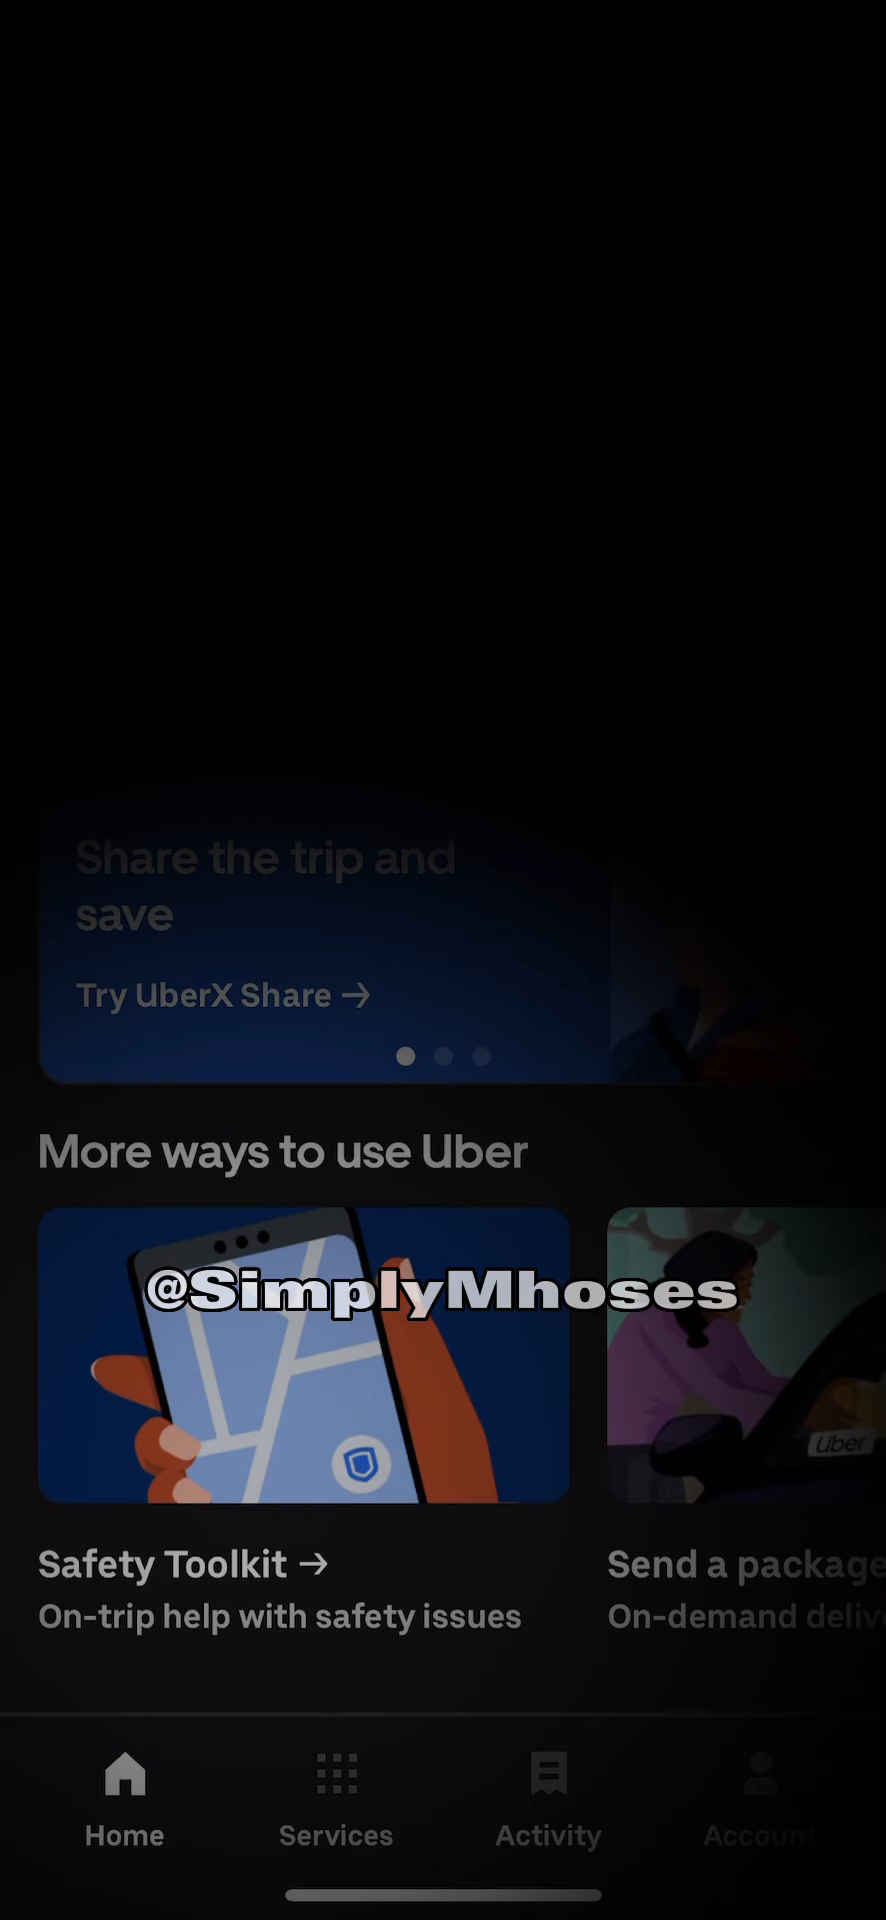 Share the trip and
save
Try UberX Share →
More ways to use Uber
@SimplyMhoses
Uber
Safety Toolkit →
On-trip help with safety issues
Send a package
On-demand deliv
Home
Services
Activity
Account